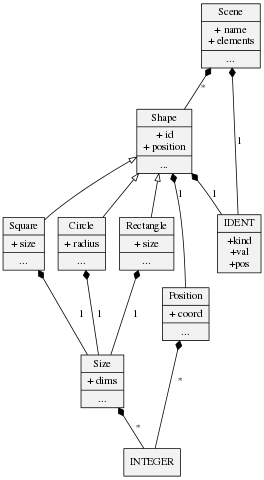 Scene
+ name
+ elements
...
*
1
Shape
+ id
+ position
...
1
1
Square
+ size
...
Circle
+ radius
...
Rectangle
+ size
...
IDENT
+kind
+val
+pos
Position
+ coord
...
1
1
1
Size
+ dims
...
*
*
INTEGER